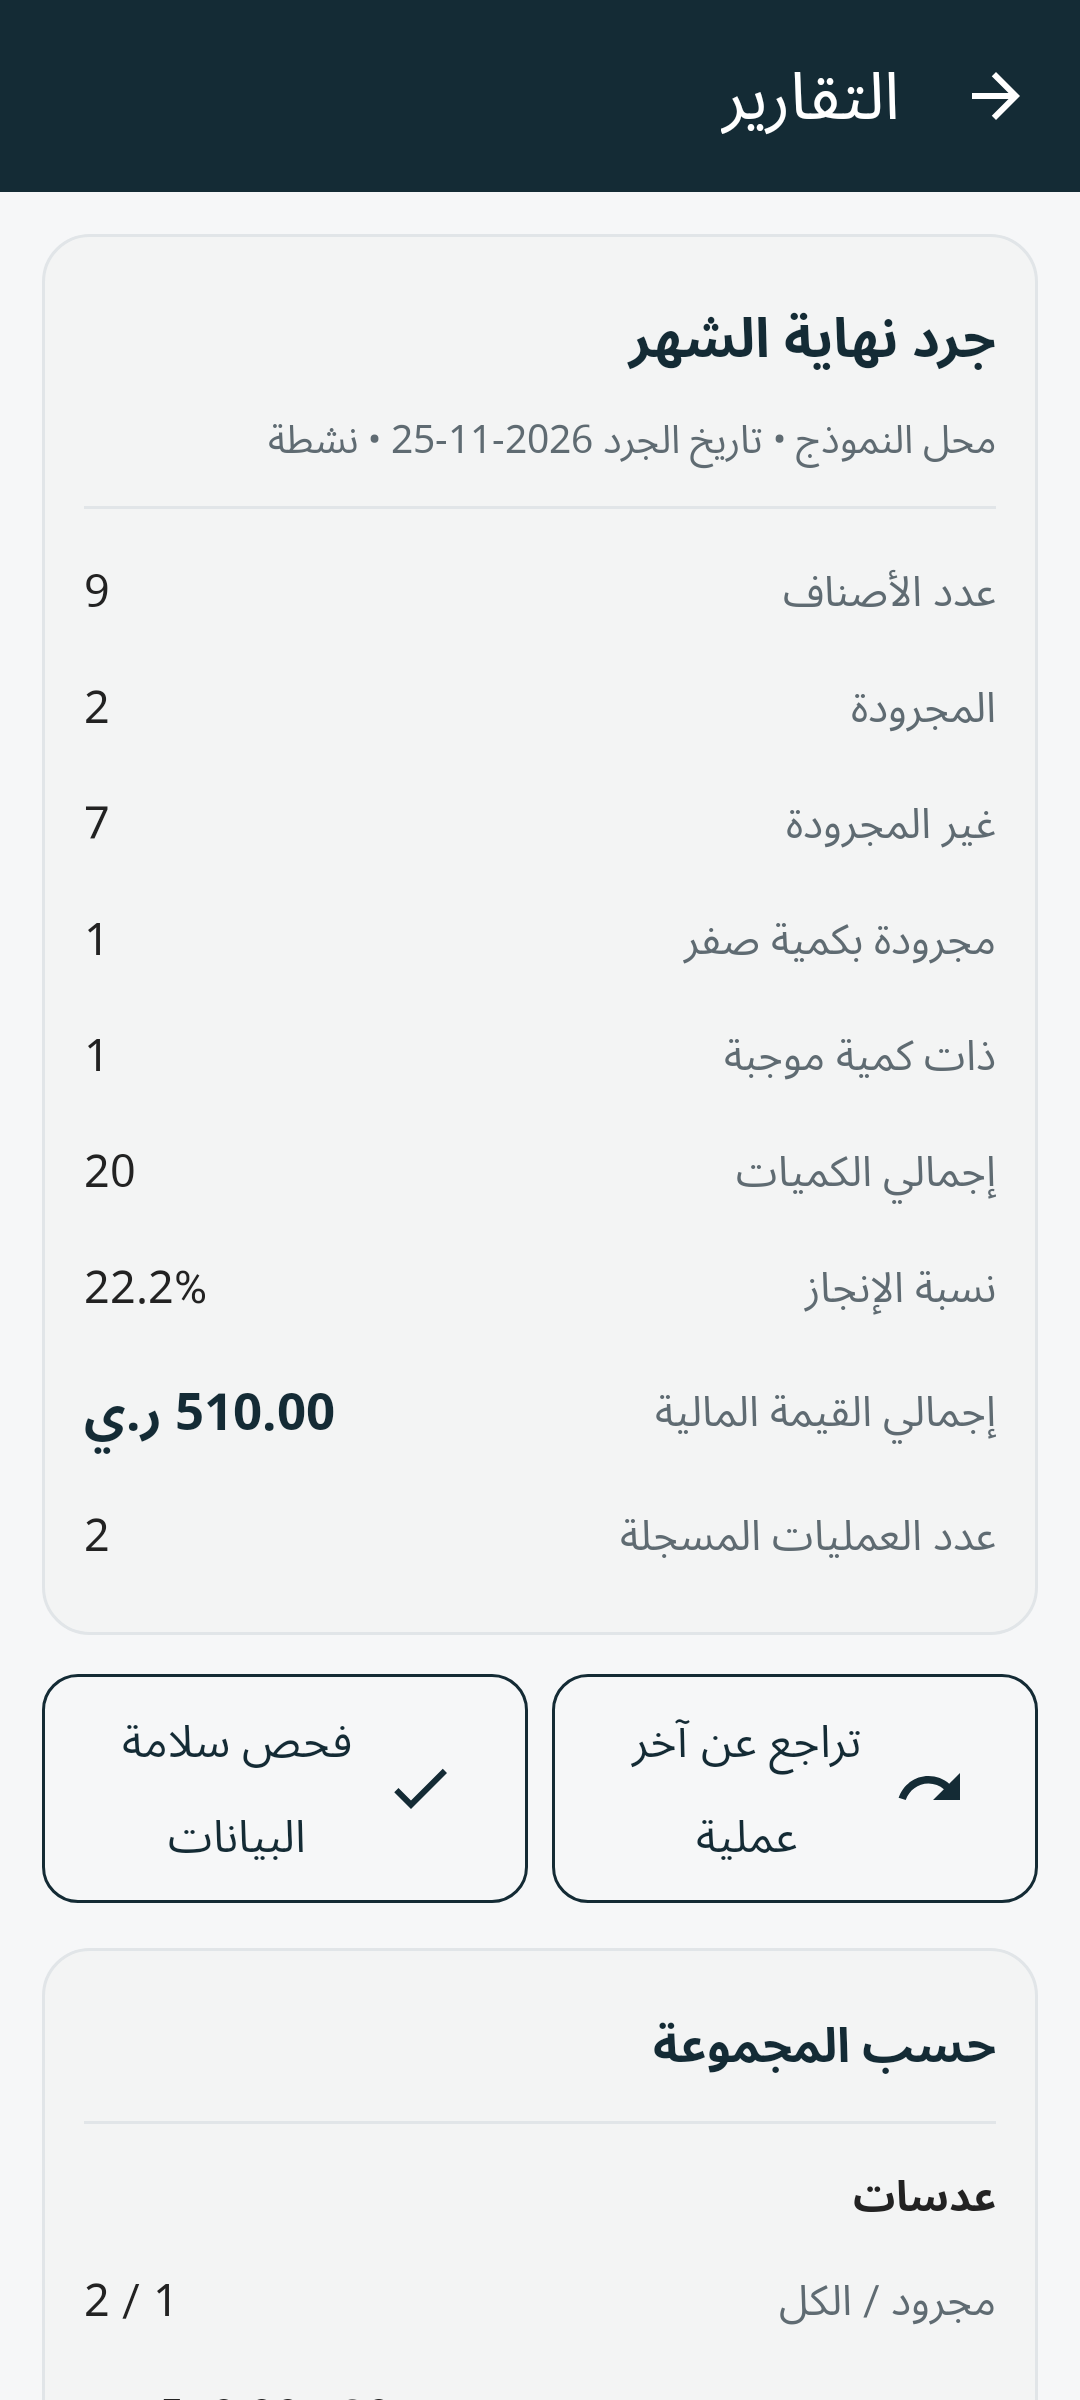 التقارير
جرد نهاية الشهر
محل النموذج • تاريخ الجرد 2026-11-25 • نشطة
عدد الأصناف 9
المجرودة 2
غير المجرودة 7
مجرودة بكمية صفر 1
ذات كمية موجبة 1
إجمالي الكميات 20
نسبة الإنجاز 22.2%
إجمالي القيمة المالية 510.00 ر.ي
عدد العمليات المسجلة 2
تراجع عن آخر
عملية
فحص سلامة
البيانات
حسب المجموعة
عدسات
مجرود / الكل 1 / 2